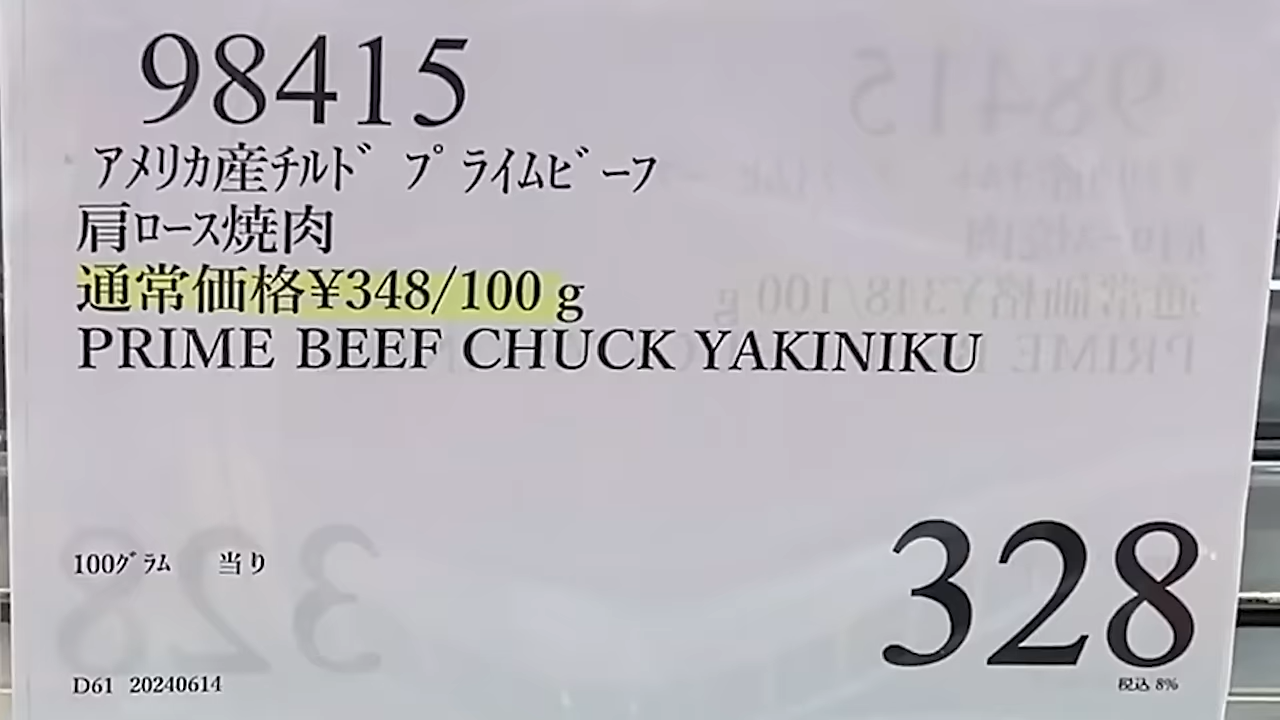 98415
アメリカ産チルド プライムビーフ
肩ロース焼肉
通常価格¥348/100 g
PRIME BEEF CHUCK YAKINIKU
100グラム 当り
328
税込 8%
D61 20240614